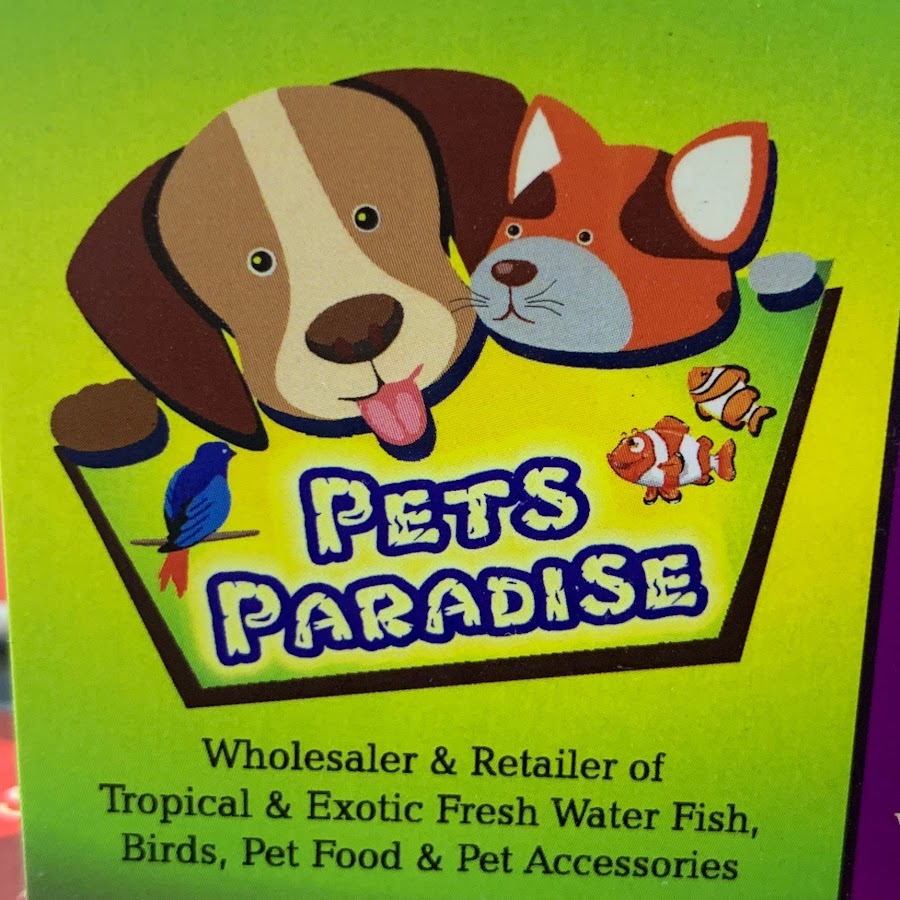 PETS
PARADISE
Wholesaler & Retailer of
Tropical & Exotic Fresh Water Fish,
Birds, Pet Food & Pet Accessories